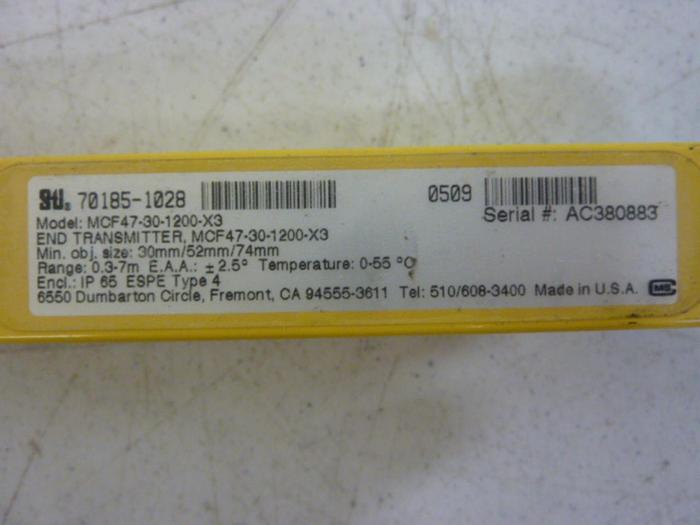 STI. 70185-1028 0509
Model: MCF47-30-1200-X3 Serial #: AC380883
END TRANSMITTER, MCF47-30-1200-X3
Min. obj. size: 30mm/52mm/74mm
Range: 0.3-7m E.A.A.: ±2.5° Temperature: 0-55 °C
Encl.: IP 65 ESPE Type 4
6550 Dumbarton Circle, Fremont, CA 94555-3611 Tel: 510/608-3400 Made in U.S.A.